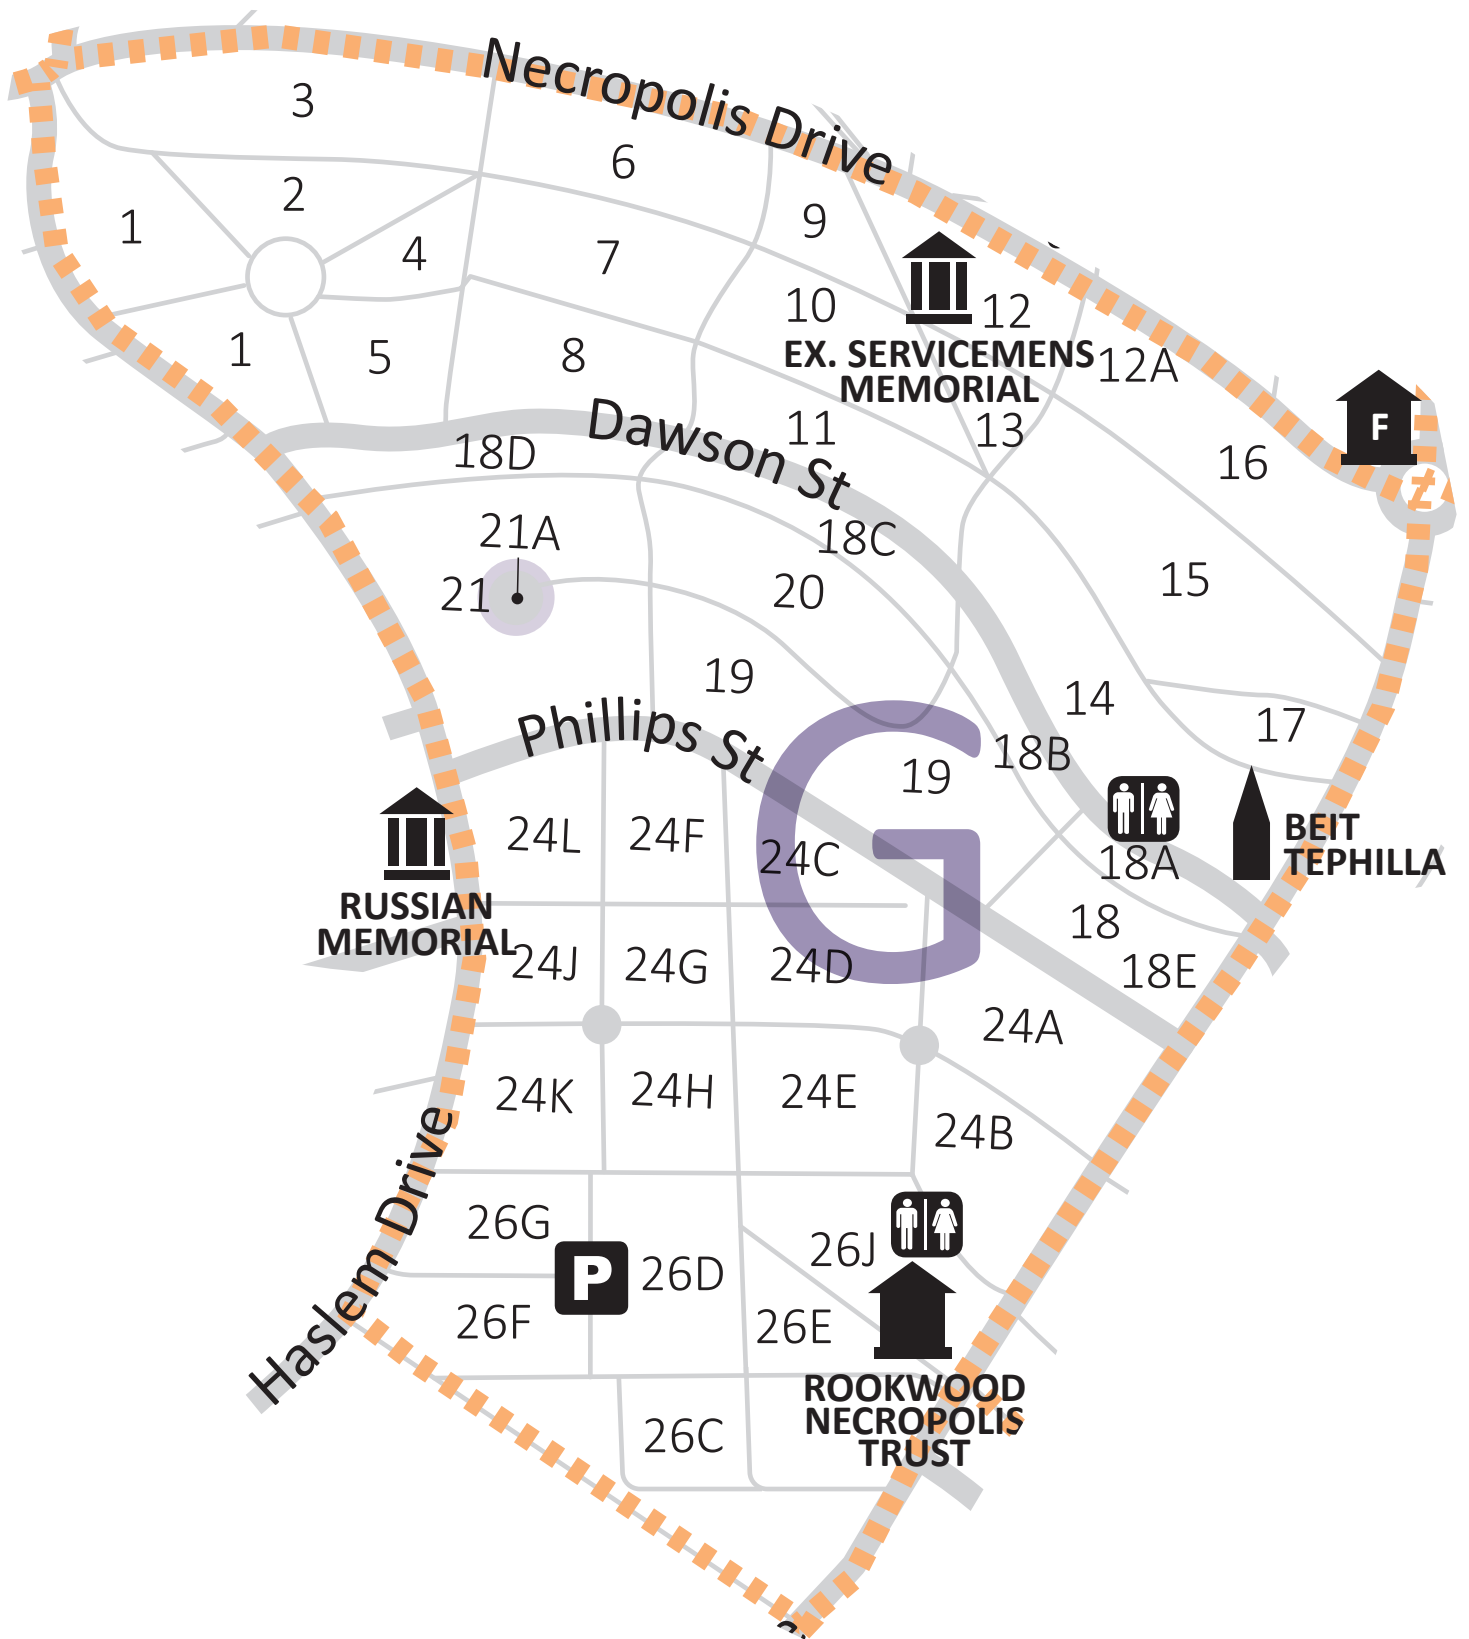 Necropolis Drive
3
6
2
1
9
4
7
10
12
1
5
8
EX. SERVICEMENS
MEMORIAL
12A
11
13
F
Dawson St
18D
16
21A
18C
21
20
15
19
14
17
Phillips St
18B
19
24L
24F
24C
G
18A
BEIT
TEPHILLA
RUSSIAN
MEMORIAL
18
24J
24G
24D
18E
24A
24K
24H
24E
24B
Haslem Drive
26G
26J
P
26D
26F
26E
ROOKWOOD
NECROPOLIS
TRUST
26C